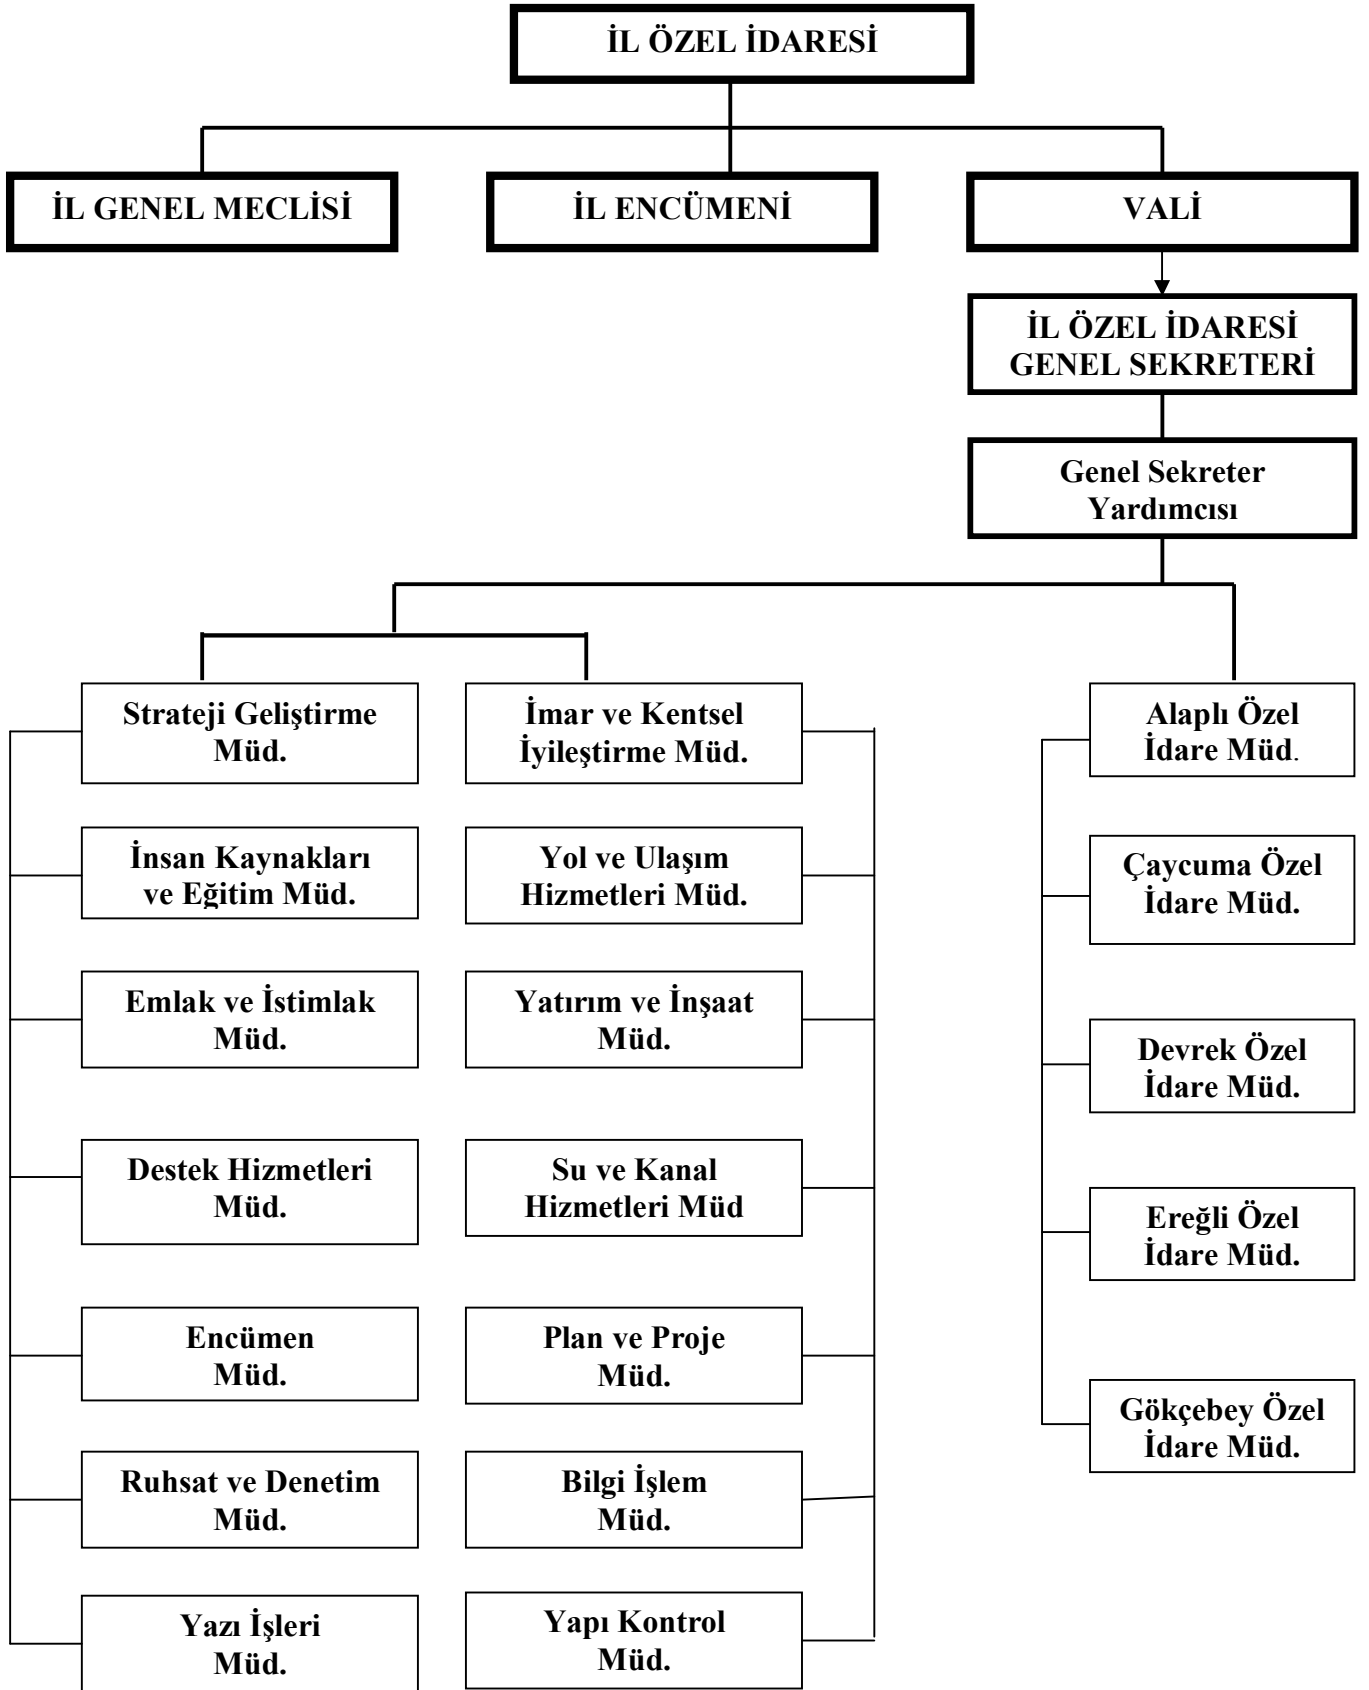 İL ÖZEL İDARESİ
İL GENEL MECLİSİ
İL ENCÜMENİ
VALİ
İL ÖZEL İDARESİ
GENEL SEKRETERİ
Genel Sekreter
Yardımcısı
Strateji Geliştirme
Müd.
İmar ve Kentsel
İyileştirme Müd.
Alaplı Özel
İdare Müd.
İnsan Kaynakları
ve Eğitim Müd.
Yol ve Ulaşım
Hizmetleri Müd.
Çaycuma Özel
İdare Müd.
Emlak ve İstimlak
Müd.
Yatırım ve İnşaat
Müd.
Devrek Özel
İdare Müd.
Destek Hizmetleri
Müd.
Su ve Kanal
Hizmetleri Müd
Ereğli Özel
İdare Müd.
Encümen
Müd.
Plan ve Proje
Müd.
Gökçebey Özel
İdare Müd.
Ruhsat ve Denetim
Müd.
Bilgi İşlem
Müd.
Yazı İşleri
Müd.
Yapı Kontrol
Müd.